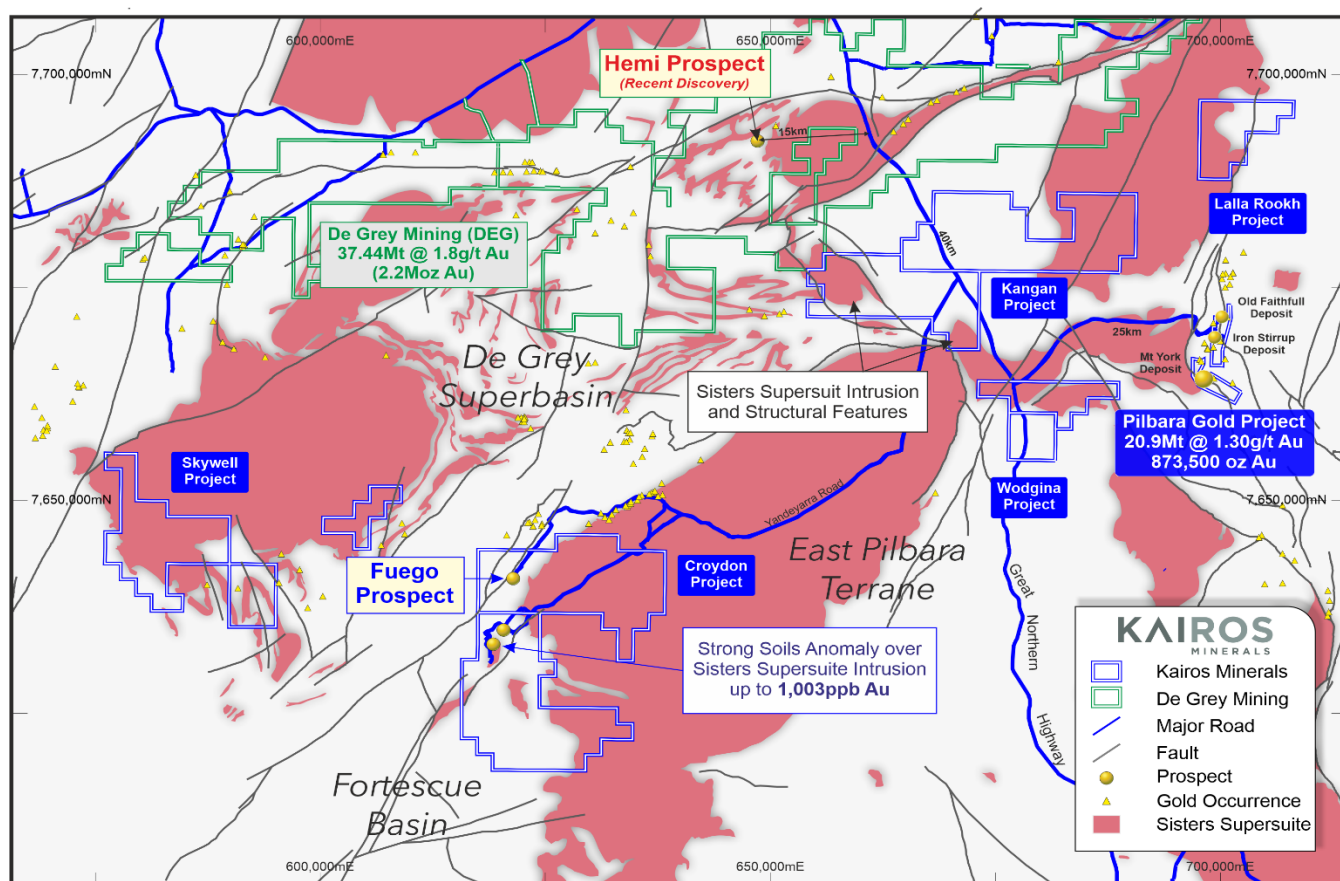 600,000mE
650,000mE
700,000mE
7,700,000mN
7,700,000mN
Hemi Prospect
(Recent Discovery)
15km
Lalla Rookh
Project
De Grey Mining (DEG)
37.44Mt @ 1.8g/t Au
(2.2Moz Au)
40km
Kangan
Project
Old Faithfull
Deposit
25km
Iron Stirrup
Deposit
Mt York
Deposit
De Grey
Superbasin
Sisters Supersuit Intrusion
and Structural Features
Pilbara Gold Project
20.9Mt @ 1.30g/t Au
873,500 oz Au
Skywell
Project
7,650,000mN
7,650,000mN
Wodgina
Project
Yandeyarra Road
East Pilbara
Terrane
Fuego
Prospect
Croydon
Project
Great Northern Highway
Strong Soils Anomaly over
Sisters Supersuite Intrusion
up to 1,003ppb Au
Fortescue
Basin
KAIROS
MINERALS
Kairos Minerals
De Grey Mining
Major Road
Fault
Prospect
Gold Occurrence
Sisters Supersuite
600,000mE
650,000mE
700,000mE